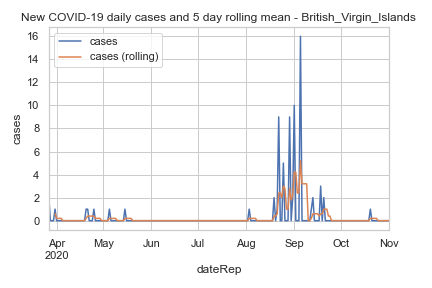 New COVID-19 daily cases and 5 day rolling mean - British_Virgin_Islands
cases
cases (rolling)
16
14
12
10
8
6
4
2
0
cases
Apr May Jun Jul Aug Sep Oct Nov
2020
dateRep